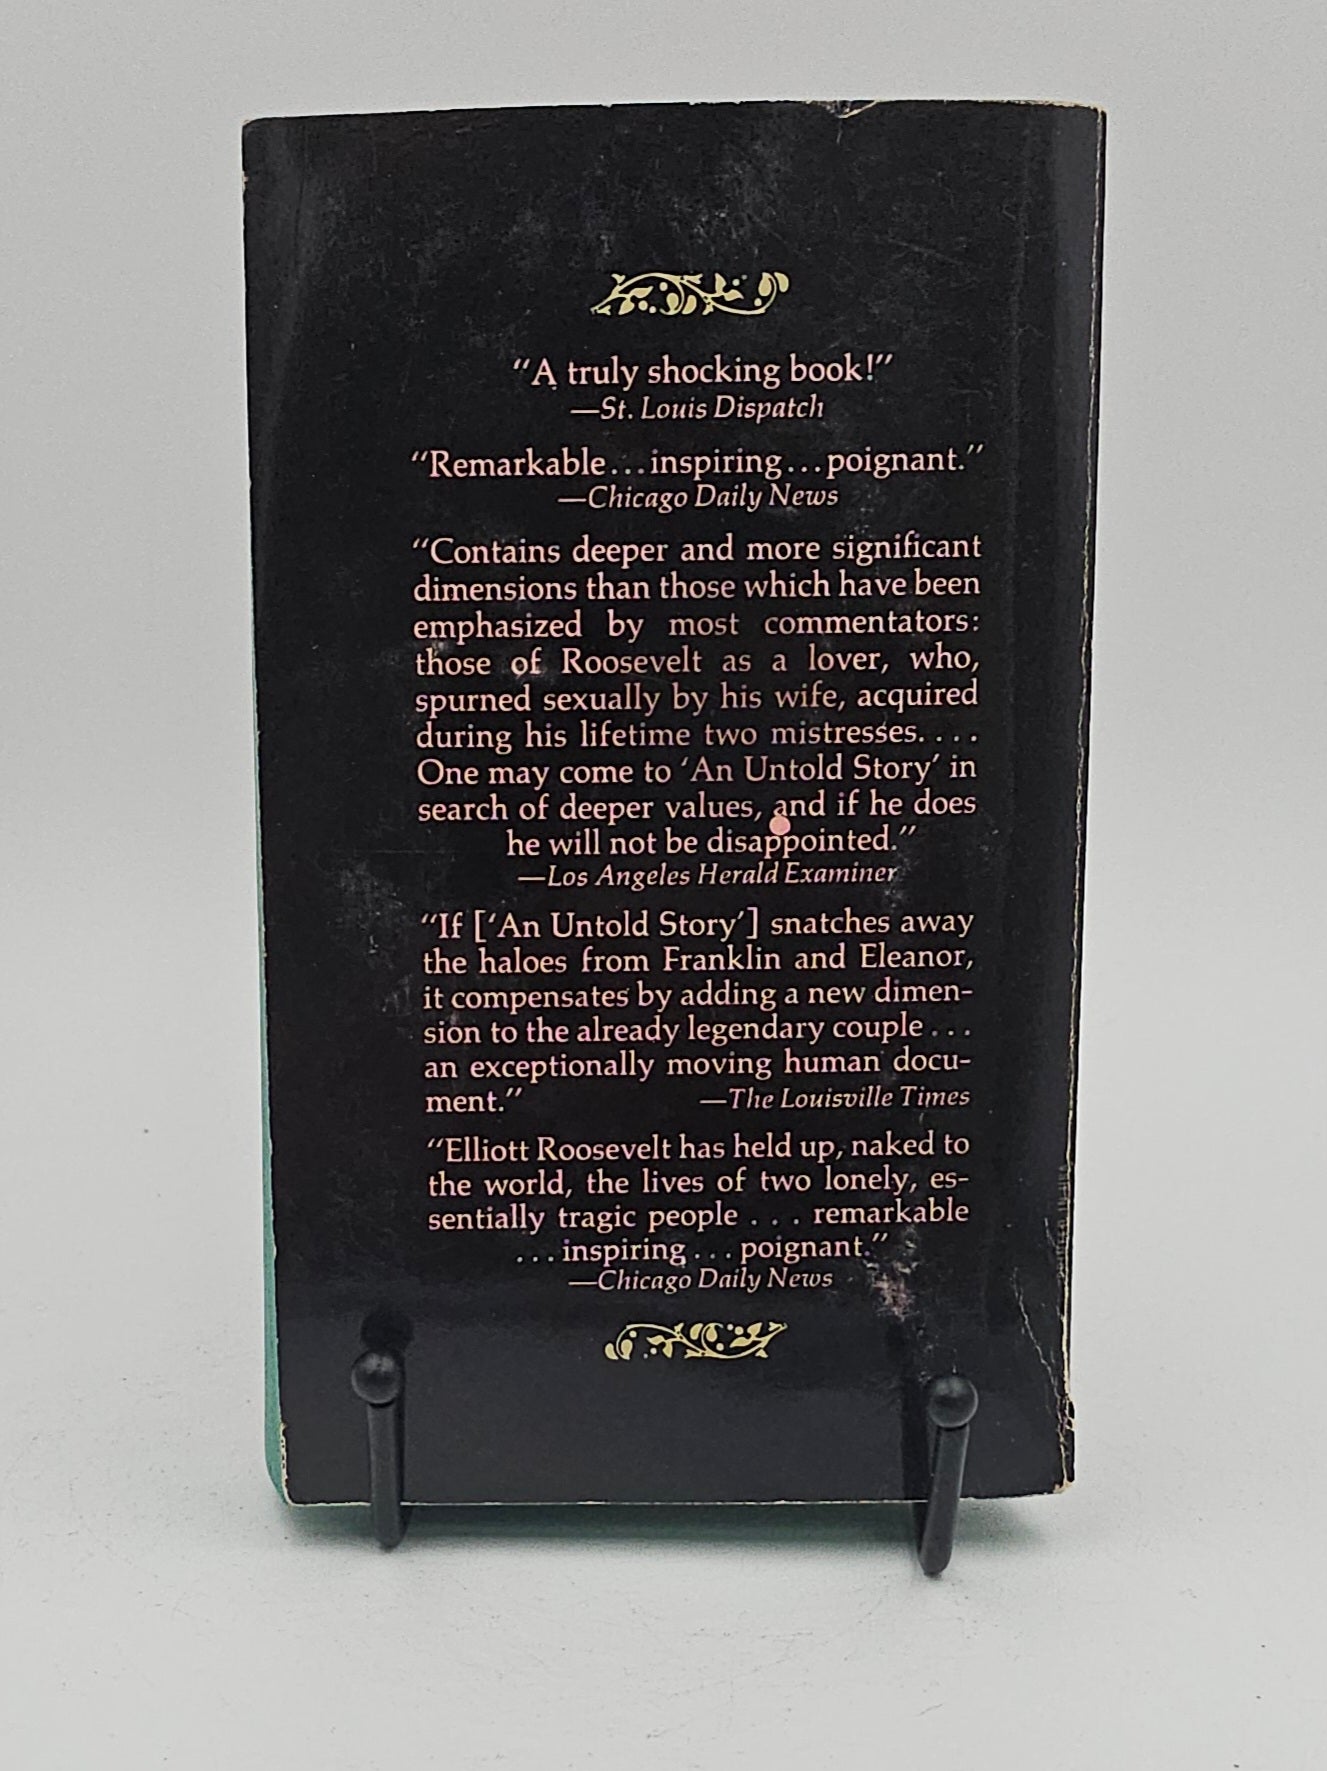 “A truly shocking book!”
—St. Louis Dispatch
“Remarkable...inspiring...poignant.”
—Chicago Daily News
“Contains deeper and more significant
dimensions than those which have been
emphasized by most commentators:
those of Roosevelt as a lover, who,
spurned sexually by his wife, acquired
during his lifetime two mistresses....
One may come to ‘An Untold Story’ in
search of deeper values, and if he does
he will not be disappointed.”
—Los Angeles Herald Examiner
“If [‘An Untold Story’] snatches away
the haloes from Franklin and Eleanor,
it compensates by adding a new dimen-
sion to the already legendary couple...
an exceptionally moving human docu-
ment.” —The Louisville Times
“Elliott Roosevelt has held up, naked to
the world, the lives of two lonely, es-
sentially tragic people ... remarkable
...inspiring...poignant.”
—Chicago Daily News